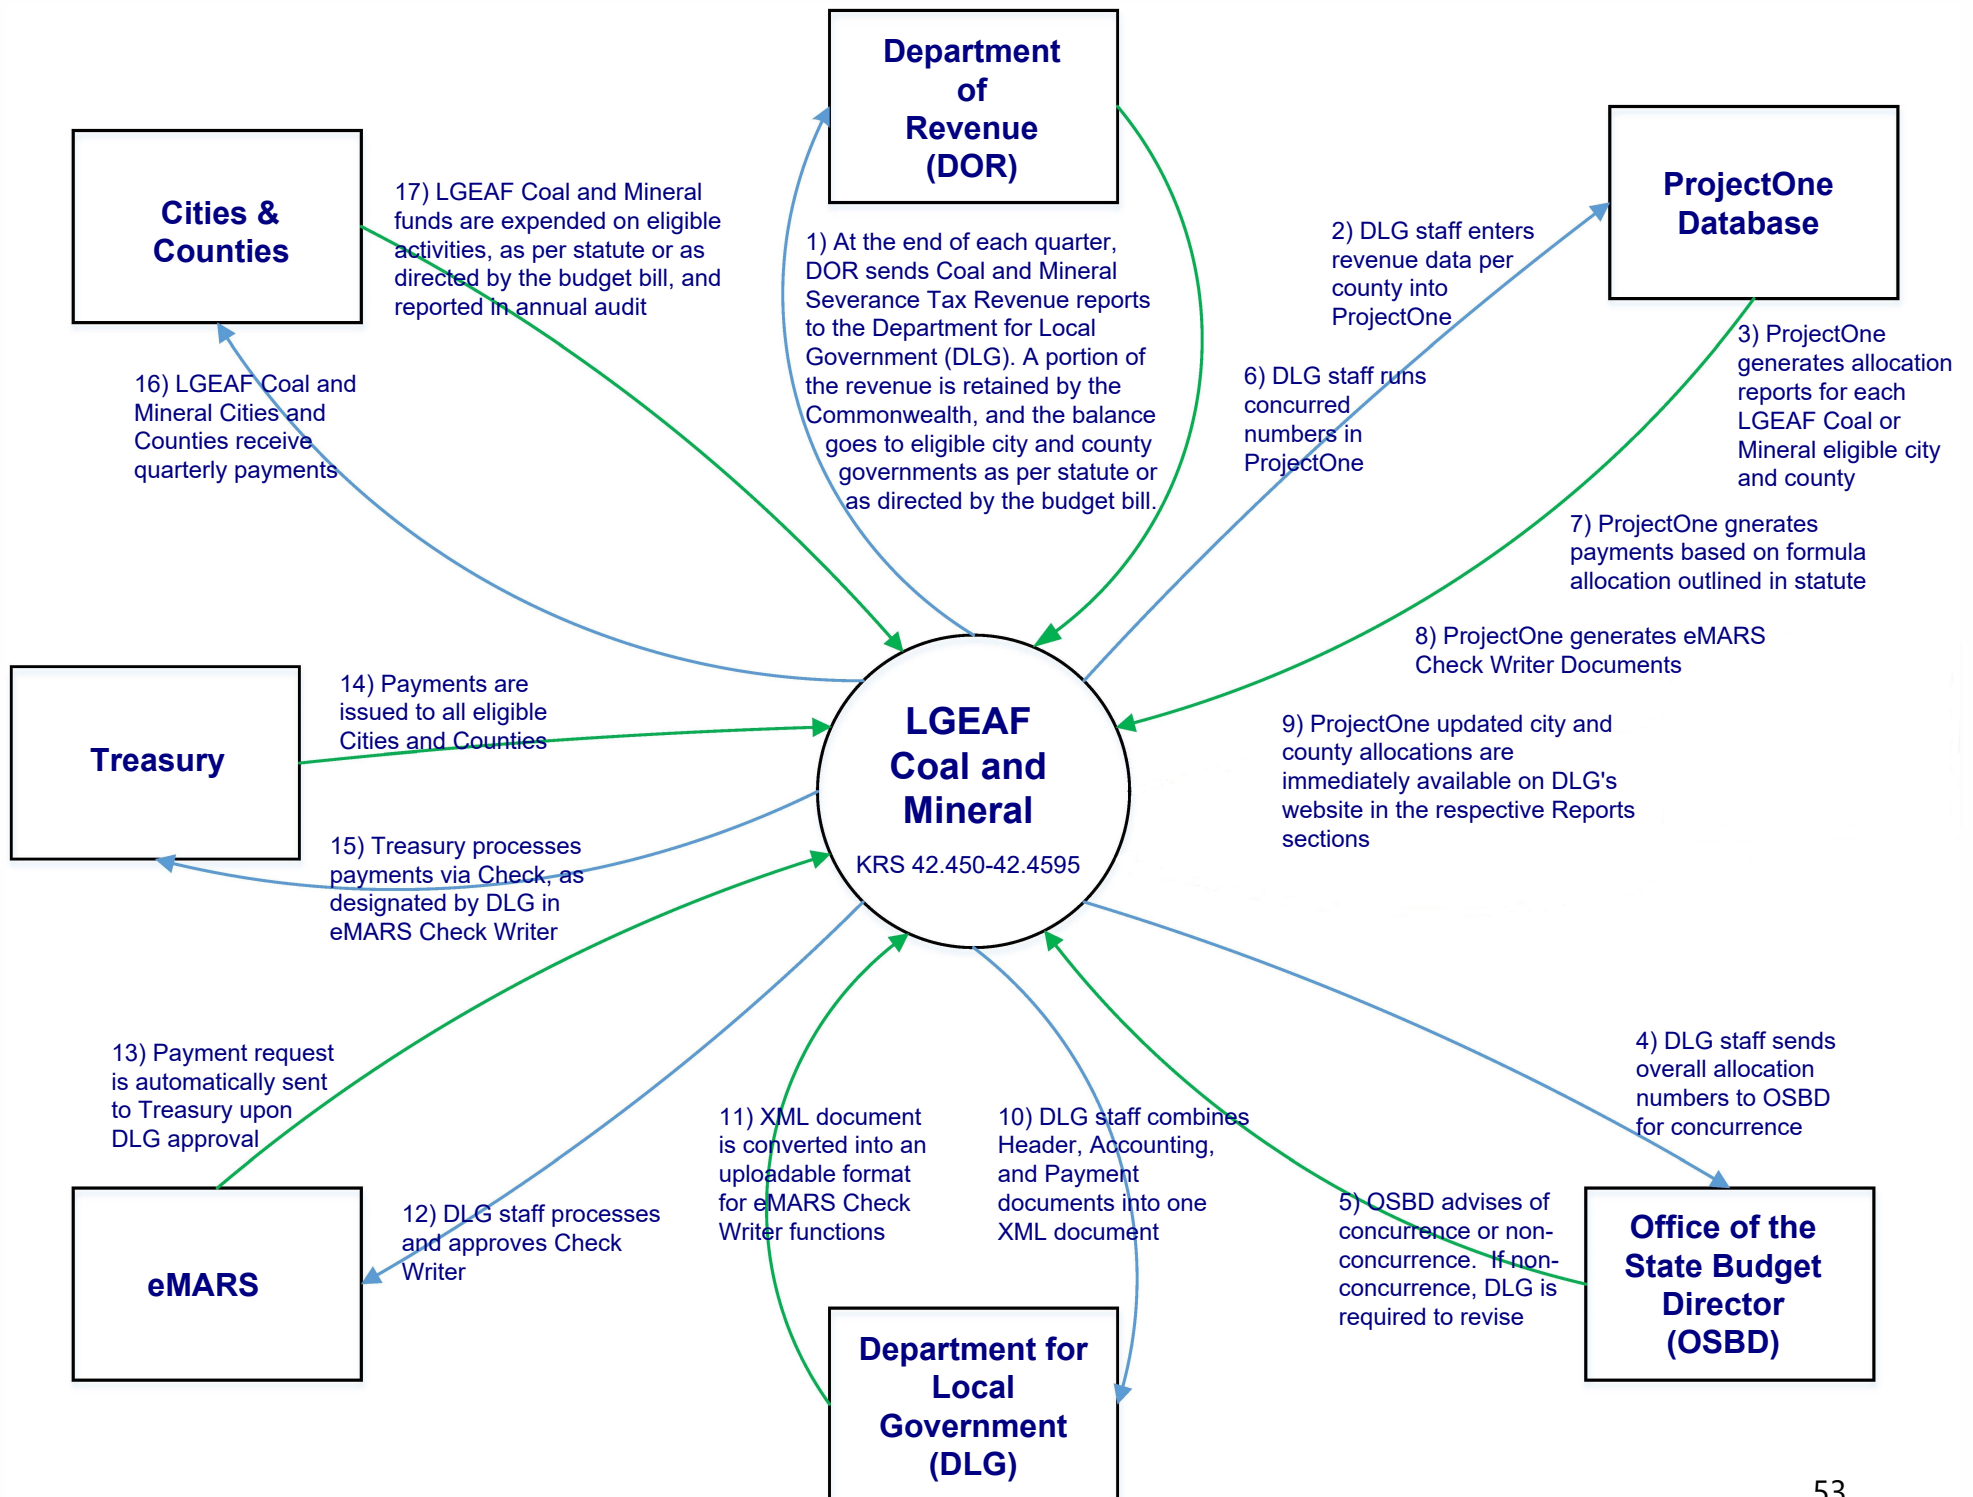 Department
of
Revenue
(DOR)
Cities &
Counties
ProjectOne
Database
17) LGEAF Coal and Mineral
funds are expended on eligible
activities, as per statute or as
directed by the budget bill, and
reported in annual audit
1) At the end of each quarter,
DOR sends Coal and Mineral
Severance Tax Revenue reports
to the Department for Local
Government (DLG). A portion of
the revenue is retained by the
Commonwealth, and the balance
goes to eligible city and county
governments as per statute or
as directed by the budget bill.
2) DLG staff enters
revenue data per
county into
ProjectOne
3) ProjectOne
generates allocation
reports for each
LGEAF Coal or
Mineral eligible city
and county
16) LGEAF Coal and
Mineral Cities and
Counties receive
quarterly payments
6) DLG staff runs
concurred
numbers in
ProjectOne
7) ProjectOne gnerates
payments based on formula
allocation outlined in statute
8) ProjectOne generates eMARS
Check Writer Documents
9) ProjectOne updated city and
county allocations are
immediately available on DLG's
website in the respective Reports
sections
Treasury
14) Payments are
issued to all eligible
Cities and Counties
LGEAF
Coal and
Mineral
KRS 42.450-42.4595
15) Treasury processes
payments via Check, as
designated by DLG in
eMARS Check Writer
13) Payment request
is automatically sent
to Treasury upon
DLG approval
4) DLG staff sends
overall allocation
numbers to OSBD
for concurrence
11) XML document
is converted into an
uploadable format
for eMARS Check
Writer functions
10) DLG staff combines
Header, Accounting,
and Payment
documents into one
XML document
5) OSBD advises of
concurrence or non-
concurrence.  If non-
concurrence, DLG is
required to revise
12) DLG staff processes
and approves Check
Writer
eMARS
Office of the
State Budget
Director
(OSBD)
Department for
Local
Government
(DLG)
53